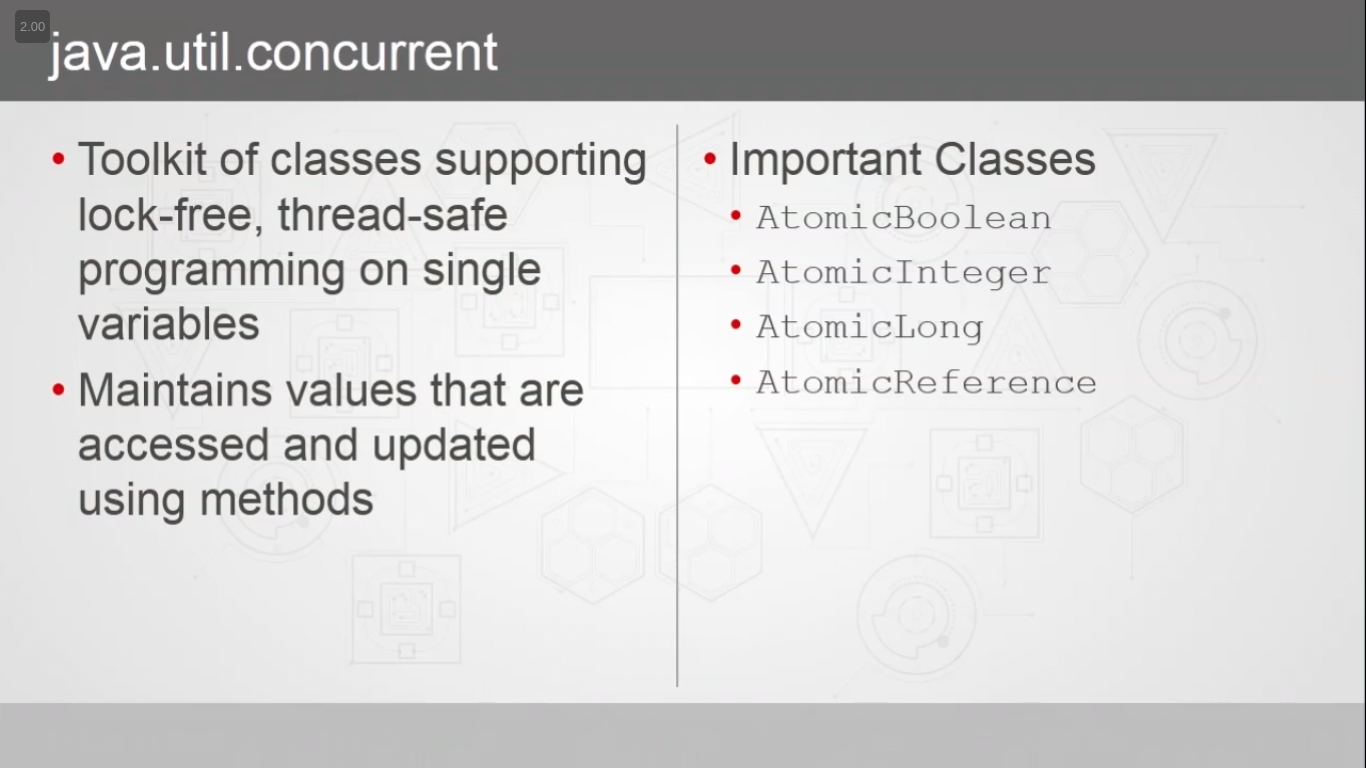 2.00
java.util.concurrent
• Toolkit of classes supporting
lock-free, thread-safe
programming on single
variables
• Maintains values that are
accessed and updated
using methods
• Important Classes
• AtomicBoolean
• AtomicInteger
• AtomicLong
• AtomicReference